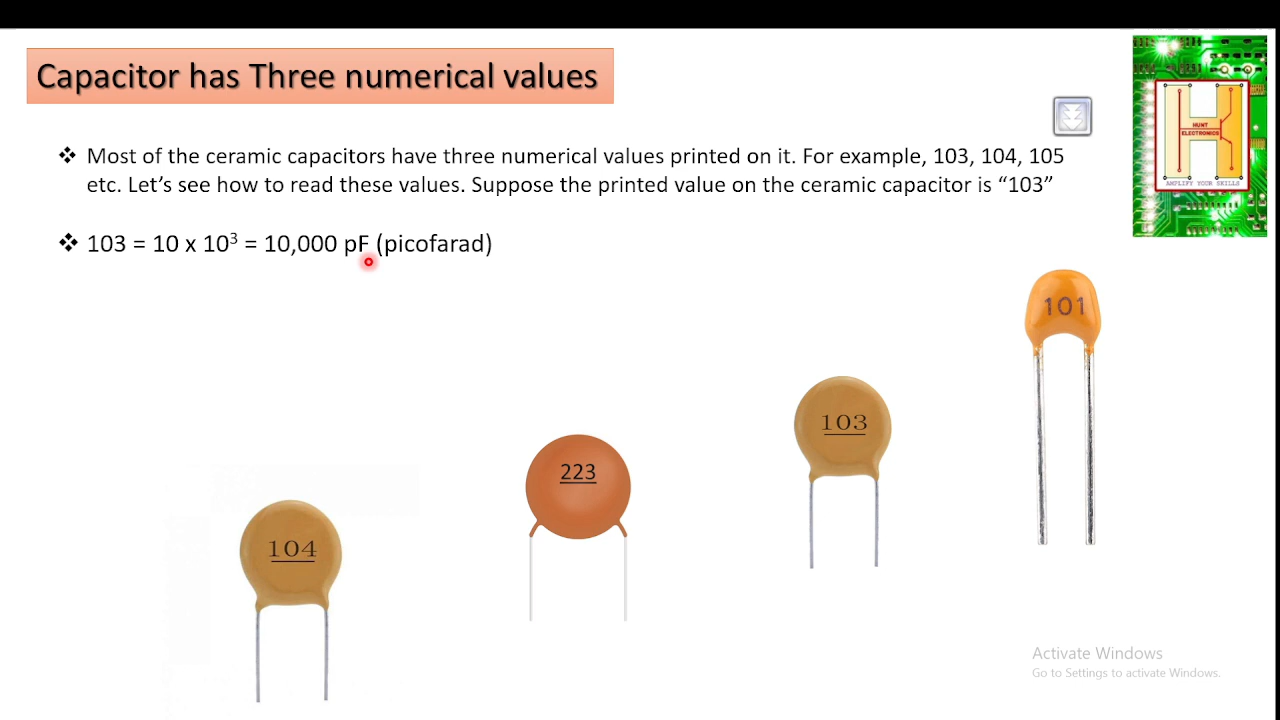 Capacitor has Three numerical values
HUNT
ELECTRONICS
AMPLIFY YOUR SKILLS
❖ Most of the ceramic capacitors have three numerical values printed on it. For example, 103, 104, 105
etc. Let’s see how to read these values. Suppose the printed value on the ceramic capacitor is “103”
❖ 103 = 10 x 10³ = 10,000 pF (picofarad)
101
103
223
104
Activate Windows
Go to Settings to activate Windows.